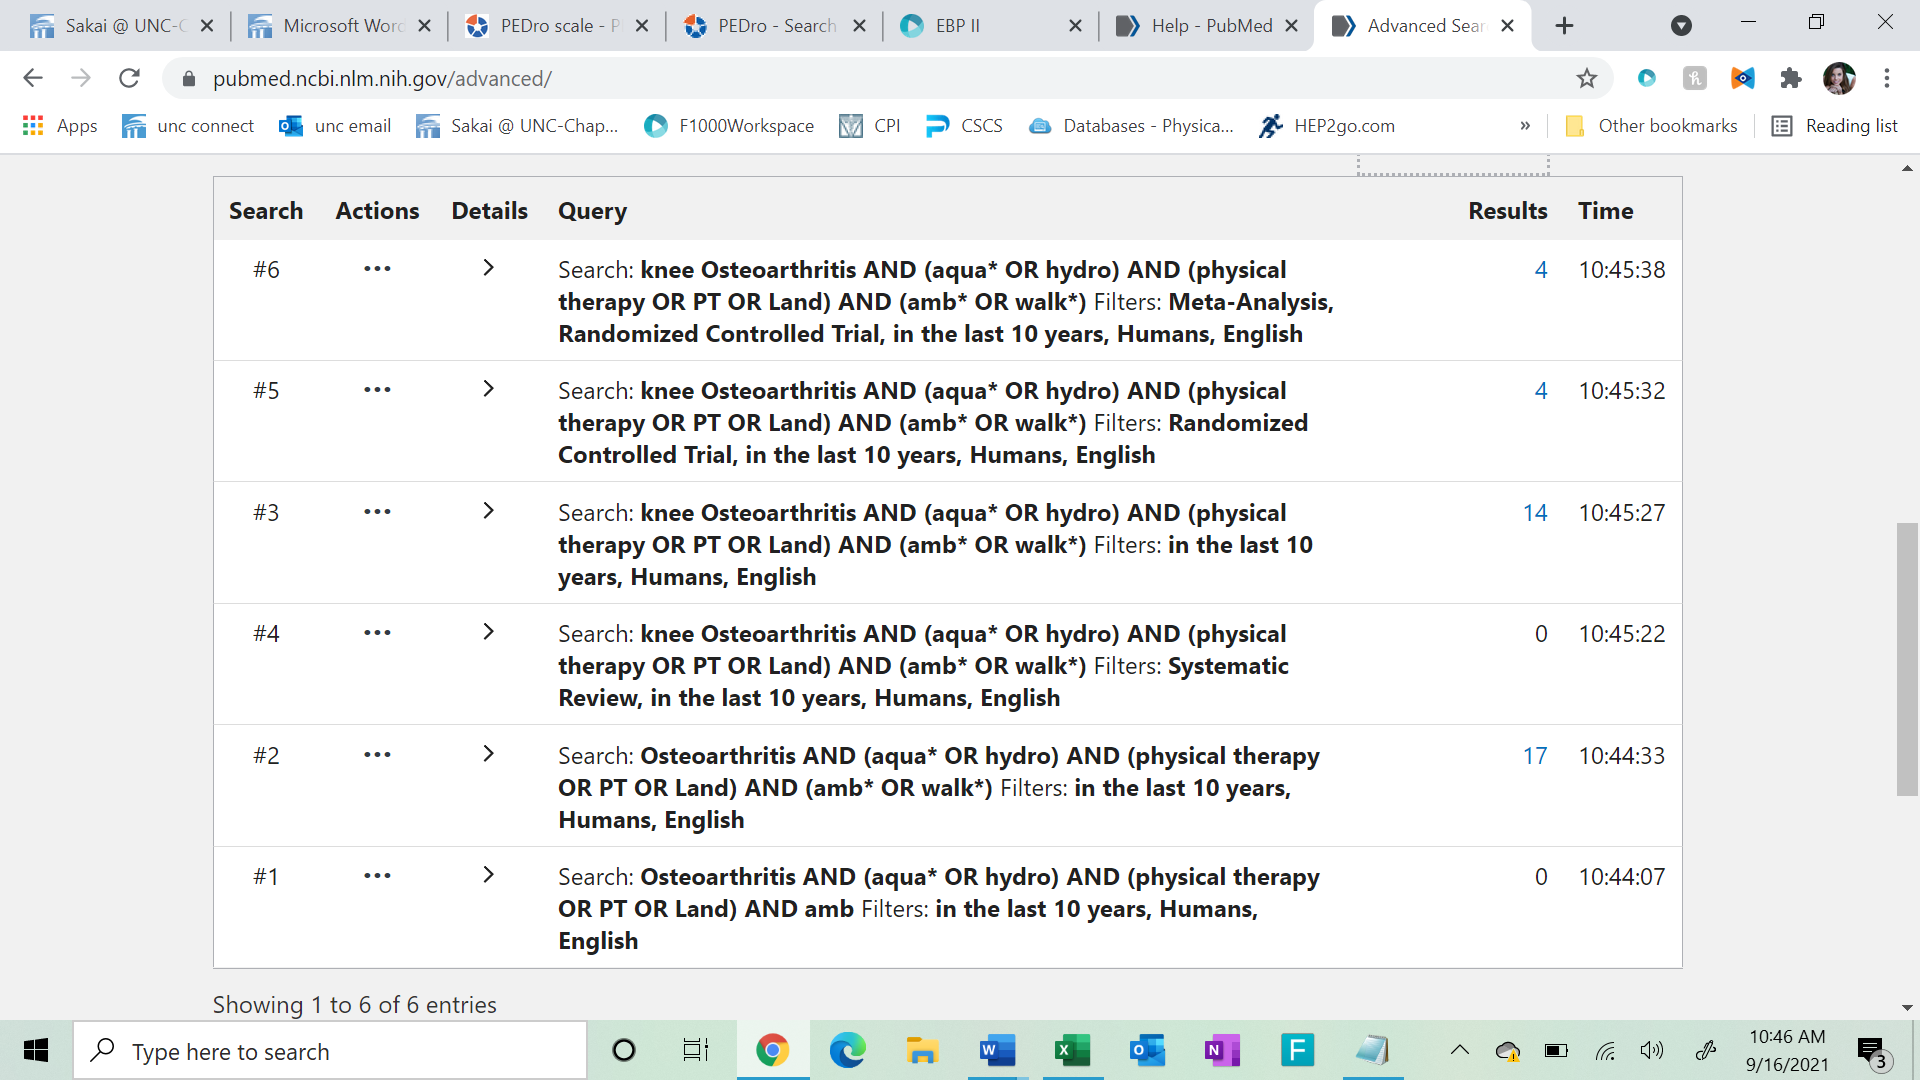 Sakai @ UNC-C
Microsoft Word
PEDro scale - P
PEDro - Search
EBP II
Help - PubMed
Advanced Sear
pubmed.ncbi.nlm.nih.gov/advanced/
Apps
unc connect
unc email
Sakai @ UNC-Chap...
F1000Workspace
CPI
CSCS
Databases - Physica...
HEP2go.com
»
Other bookmarks
Reading list
Search Actions Details Query Results Time
#6 ••• > Search: knee Osteoarthritis AND (aqua* OR hydro) AND (physical 4 10:45:38
therapy OR PT OR Land) AND (amb* OR walk*) Filters: Meta-Analysis,
Randomized Controlled Trial, in the last 10 years, Humans, English
#5 ••• > Search: knee Osteoarthritis AND (aqua* OR hydro) AND (physical 4 10:45:32
therapy OR PT OR Land) AND (amb* OR walk*) Filters: Randomized
Controlled Trial, in the last 10 years, Humans, English
#3 ••• > Search: knee Osteoarthritis AND (aqua* OR hydro) AND (physical 14 10:45:27
therapy OR PT OR Land) AND (amb* OR walk*) Filters: in the last 10
years, Humans, English
#4 ••• > Search: knee Osteoarthritis AND (aqua* OR hydro) AND (physical 0 10:45:22
therapy OR PT OR Land) AND (amb* OR walk*) Filters: Systematic
Review, in the last 10 years, Humans, English
#2 ••• > Search: Osteoarthritis AND (aqua* OR hydro) AND (physical therapy 17 10:44:33
OR PT OR Land) AND (amb* OR walk*) Filters: in the last 10 years,
Humans, English
#1 ••• > Search: Osteoarthritis AND (aqua* OR hydro) AND (physical therapy 0 10:44:07
OR PT OR Land) AND amb Filters: in the last 10 years, Humans,
English
Showing 1 to 6 of 6 entries
Type here to search
10:46 AM
9/16/2021
3